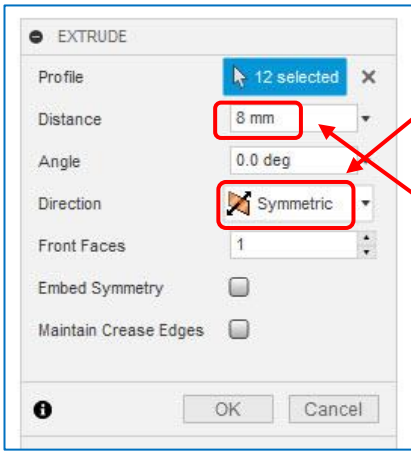 EXTRUDE
Profile 12 selected
Distance 8 mm
Angle 0.0 deg
Direction Symmetric
Front Faces 1
Embed Symmetry
Maintain Crease Edges
OK Cancel